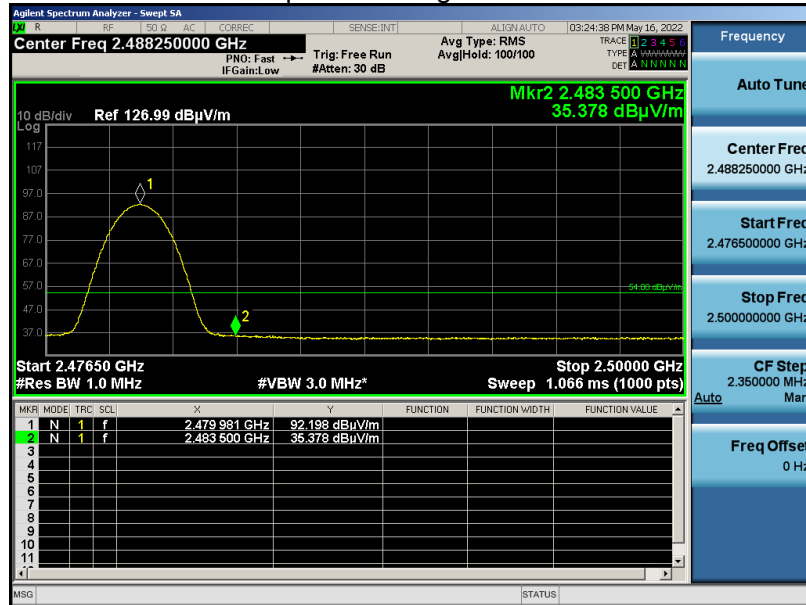 Agilent Spectrum Analyzer - Swept SA
LXI R RF 50 Ω AC CORREC SENSE:INT ALIGN AUTO 03:24:38 PM May 16, 2022
Center Freq 2.488250000 GHz
PNO: Fast
IFGain:Low
Trig: Free Run
#Atten: 30 dB
Avg Type: RMS
Avg|Hold: 100/100
TRACE 1 2 3 4 5 6
TYPE A WWWWW
DET A N N N N N
Mkr2 2.483 500 GHz
35.378 dBµV/m
10 dB/div Ref 126.99 dBµV/m
Log
117
107
97.0
87.0
77.0
67.0
57.0
47.0
37.0
1
2
54.00 dBµV/m
Start 2.47650 GHz Stop 2.50000 GHz
#Res BW 1.0 MHz #VBW 3.0 MHz* Sweep 1.066 ms (1000 pts)
MKR MODE TRC SCL X Y FUNCTION FUNCTION WIDTH FUNCTION VALUE
1 N 1 f 2.479 981 GHz 92.198 dBµV/m
2 N 1 f 2.483 500 GHz 35.378 dBµV/m
3
4
5
6
7
8
9
10
11
MSG STATUS
Frequency
Auto Tune
Center Freq
2.488250000 GHz
Start Freq
2.476500000 GHz
Stop Freq
2.500000000 GHz
CF Step
2.350000 MHz
Auto Man
Freq Offset
0 Hz